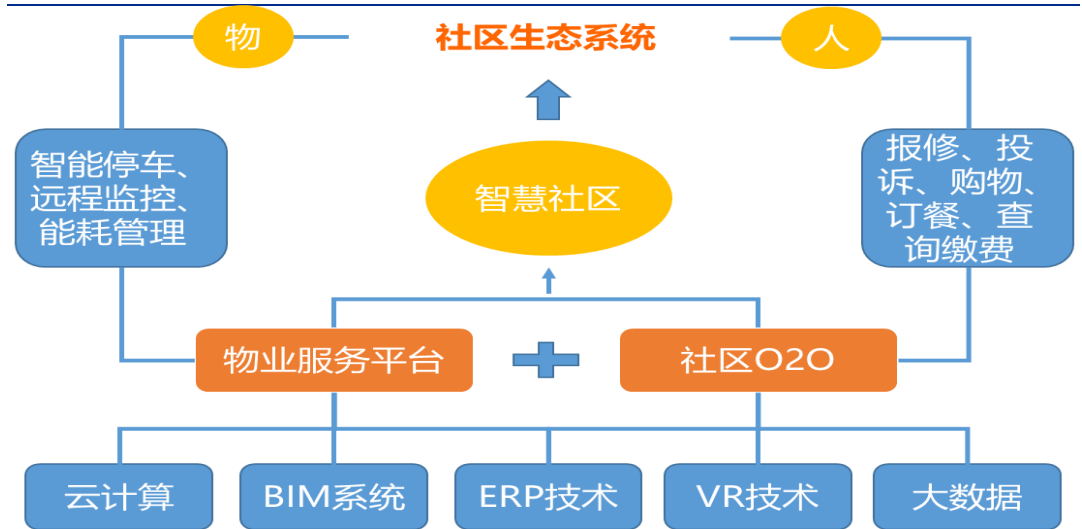 物
社区生态系统
人
智能停车、
远程监控、
能耗管理
智慧社区
报修、投
诉、购物、
订餐、查
询缴费
物业服务平台
社区O2O
云计算
BIM系统
ERP技术
VR技术
大数据